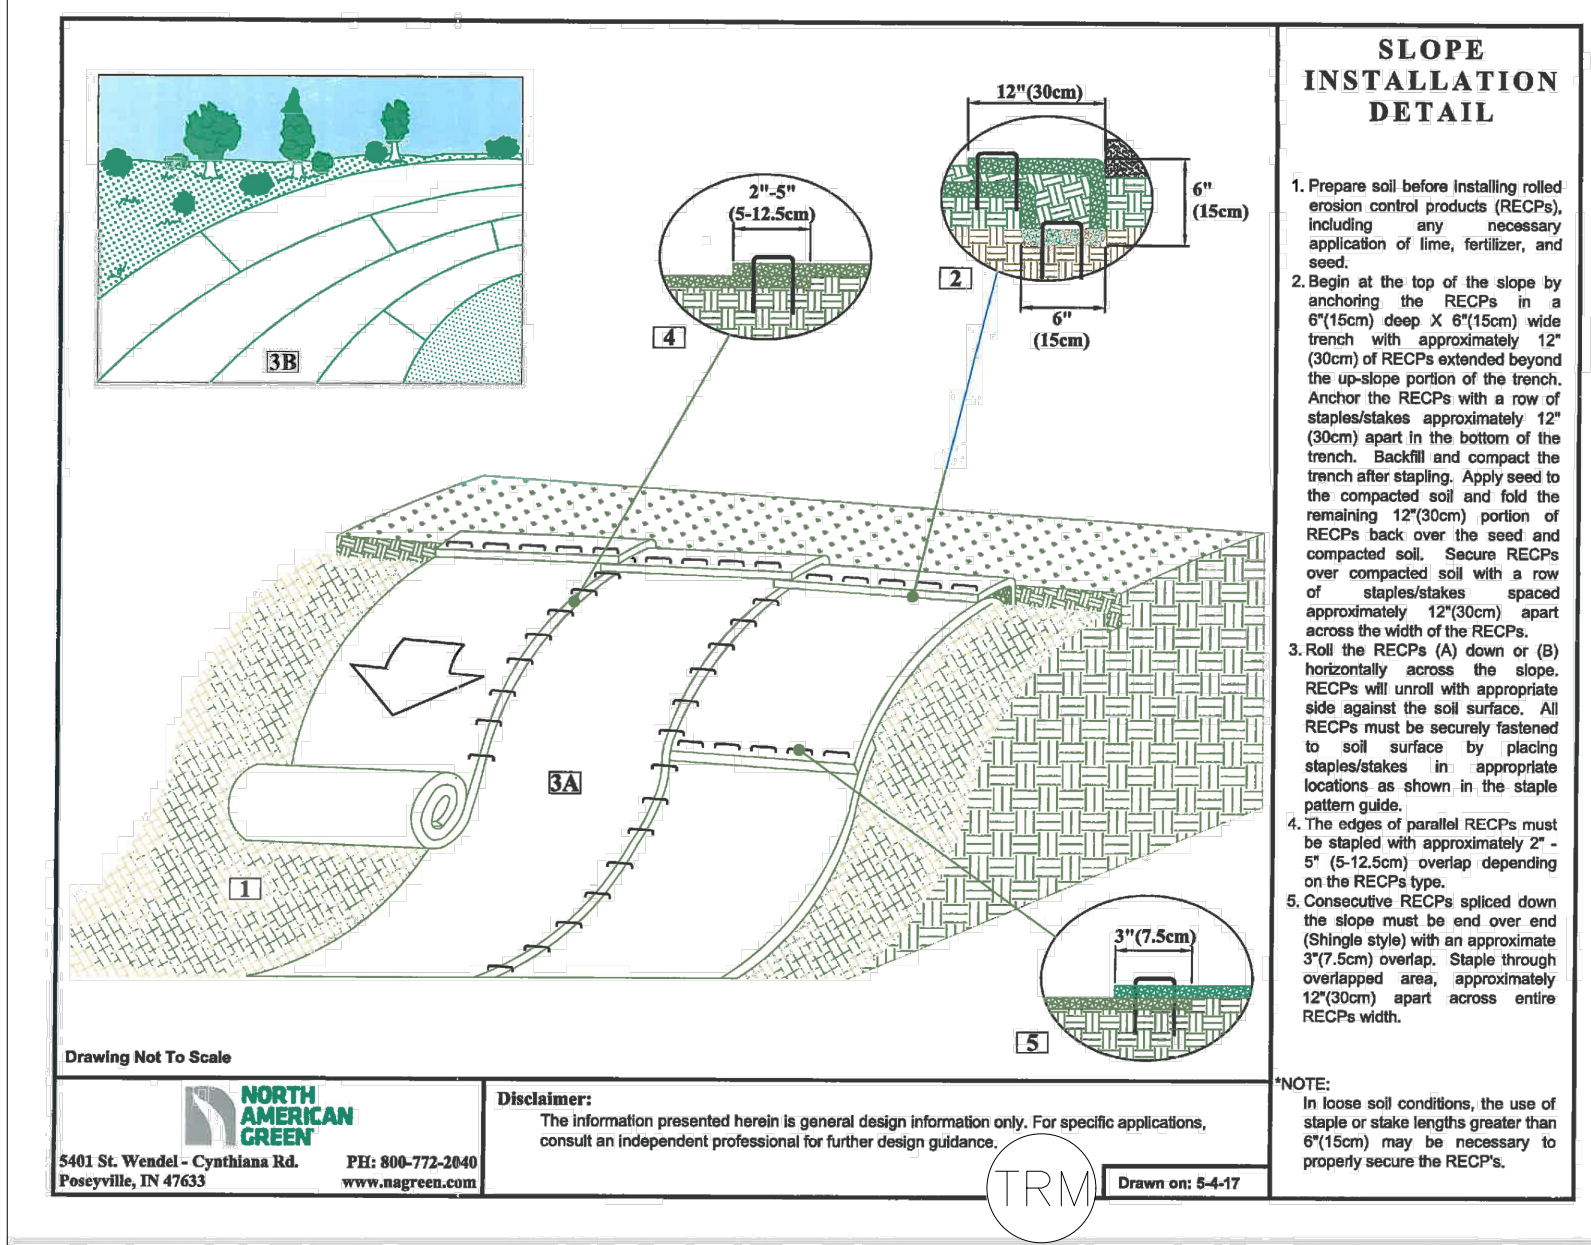 SLOPE
INSTALLATION
DETAIL
1. Prepare soil before installing rolled
erosion control products (RECPs),
including any necessary
application of lime, fertilizer, and
seed.
2. Begin at the top of the slope by
anchoring the RECPs in a
6"(15cm) deep X 6"(15cm) wide
trench with approximately 12"
(30cm) of RECPs extended beyond
the up-slope portion of the trench.
Anchor the RECPs with a row of
staples/stakes approximately 12"
(30cm) apart in the bottom of the
trench. Backfill and compact the
trench after stapling. Apply seed to
the compacted soil and fold the
remaining 12"(30cm) portion of
RECPs back over the seed and
compacted soil. Secure RECPs
over compacted soil with a row
of staples/stakes spaced
approximately 12"(30cm) apart
across the width of the RECPs.
3. Roll the RECPs (A) down or (B)
horizontally across the slope.
RECPs will unroll with appropriate
side against the soil surface. All
RECPs must be securely fastened
to soil surface by placing
staples/stakes in appropriate
locations as shown in the staple
pattern guide.
4. The edges of parallel RECPs must
be stapled with approximately 2" -
5" (5-12.5cm) overlap depending
on the RECPs type.
5. Consecutive RECPs spliced down
the slope must be end over end
(Shingle style) with an approximate
3"(7.5cm) overlap. Staple through
overlapped area, approximately
12"(30cm) apart across entire
RECPs width.
*NOTE:
In loose soil conditions, the use of
staple or stake lengths greater than
6"(15cm) may be necessary to
properly secure the RECP's.
3B
2"-5"
(5-12.5cm)
4
12"(30cm)
6"
(15cm)
2
6"
(15cm)
3A
1
3"(7.5cm)
5
Drawing Not To Scale
NORTH
AMERICAN
GREEN
5401 St. Wendel - Cynthiana Rd.
Poseyville, IN 47633
PH: 800-772-2040
www.nagreen.com
Disclaimer:
The information presented herein is general design information only. For specific applications,
consult an independent professional for further design guidance.
TRM
Drawn on: 5-4-17